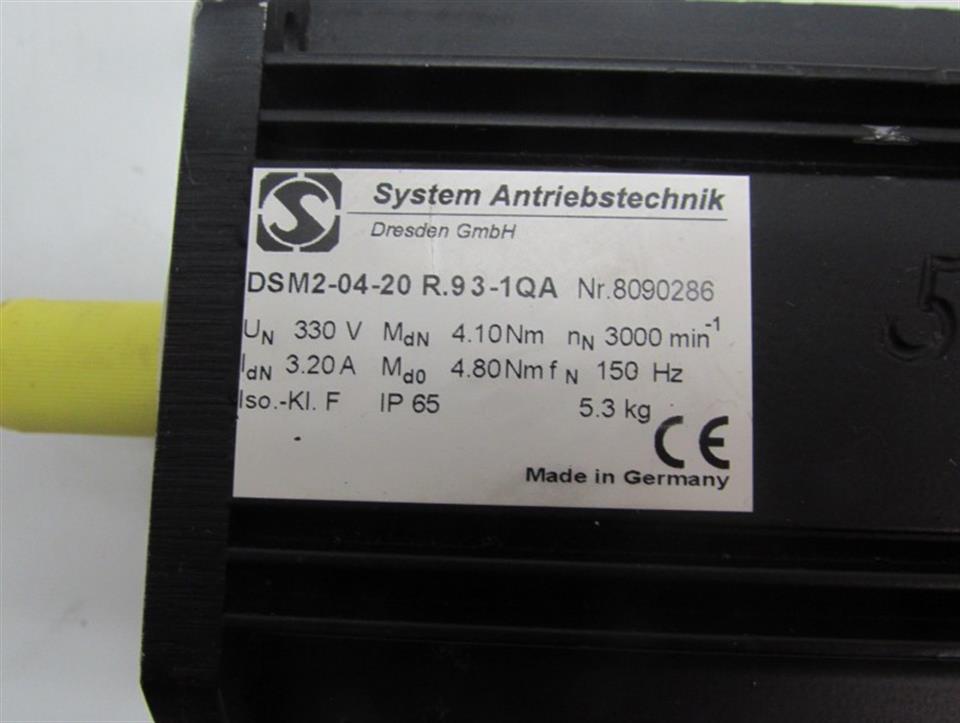 S System Antriebstechnik
Dresden GmbH
DSM2-04-20 R.93-1QA Nr.8090286
UN 330 V MdN 4.10Nm nN 3000 min-1
IdN 3.20A Md0 4.80Nm fN 150 Hz
Iso.-Kl. F IP 65 5.3 kg
CE
Made in Germany
5